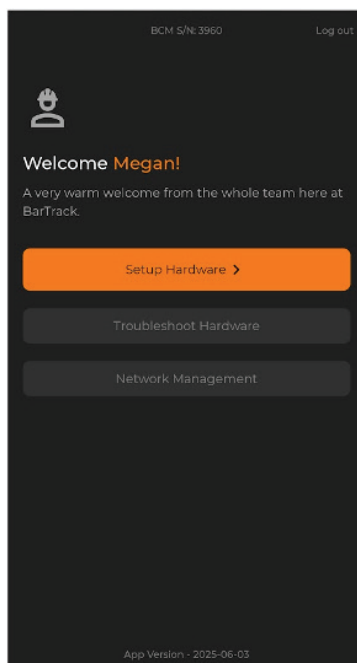 BCM S/N: 3960 Log out
Welcome Megan!
A very warm welcome from the whole team here at
BarTrack.
Setup Hardware >
Troubleshoot Hardware
Network Management
App Version - 2025-06-03